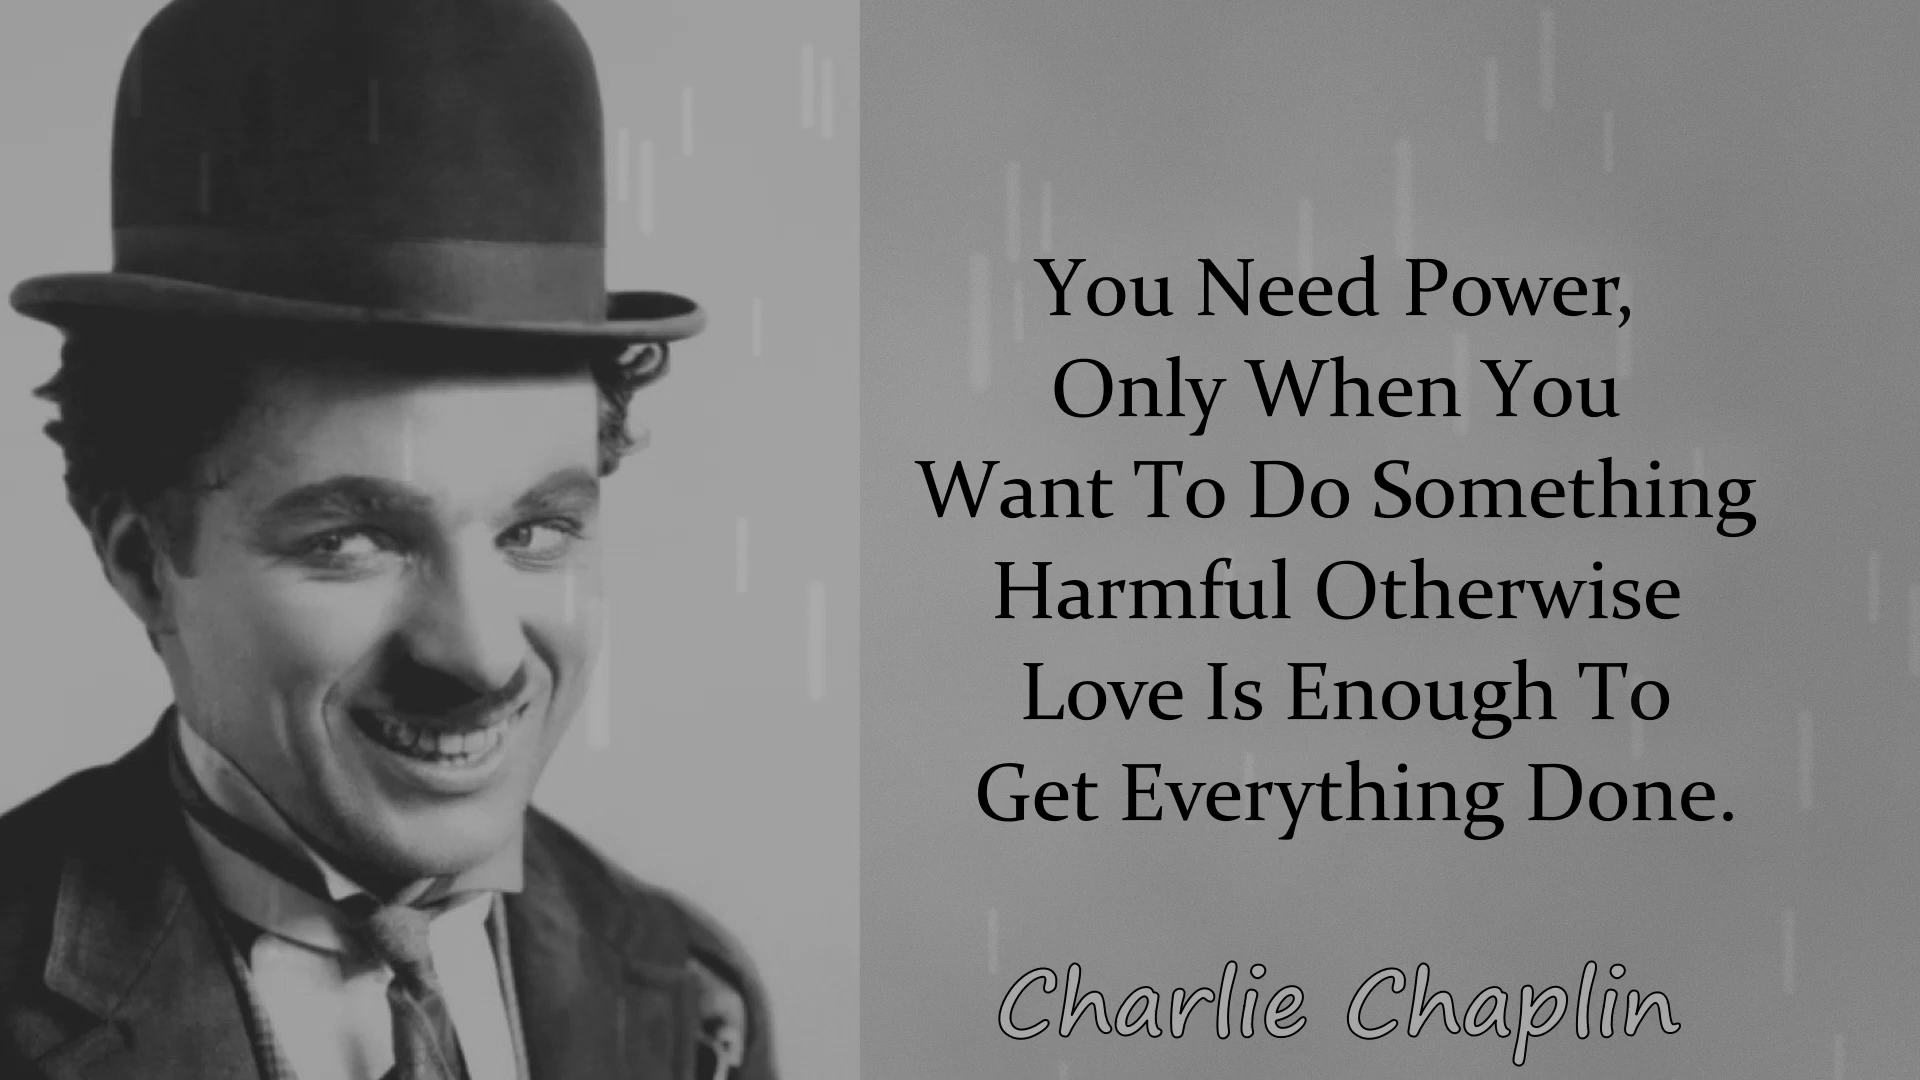 You Need Power,
Only When You
Want To Do Something
Harmful Otherwise
Love Is Enough To
Get Everything Done.
Charlie Chaplin